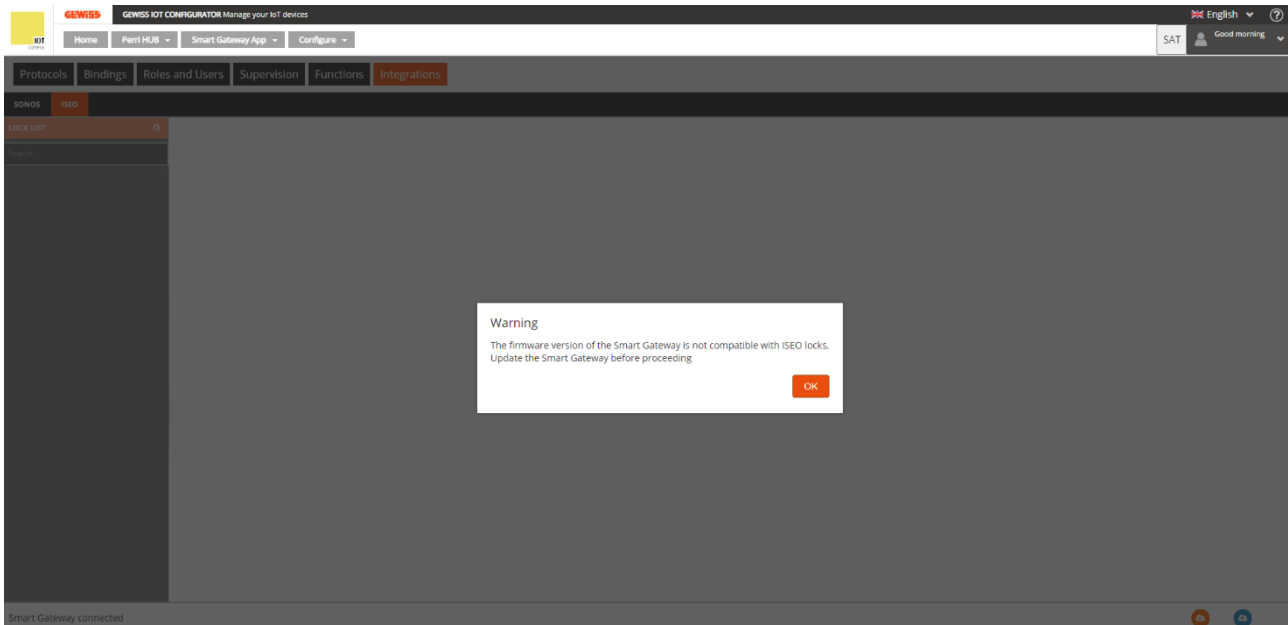 GEWISS GEWISS IOT CONFIGURATOR Manage your IoT devices English ?
IOT
Home Perri HUB Smart Gateway App Configure SAT Good morning
Protocols Bindings Roles and Users Supervision Functions Integrations
SONOS ISEO
LOCK LIST
Search
Warning
The firmware version of the Smart Gateway is not compatible with ISEO locks.
Update the Smart Gateway before proceeding
OK
Smart Gateway connected